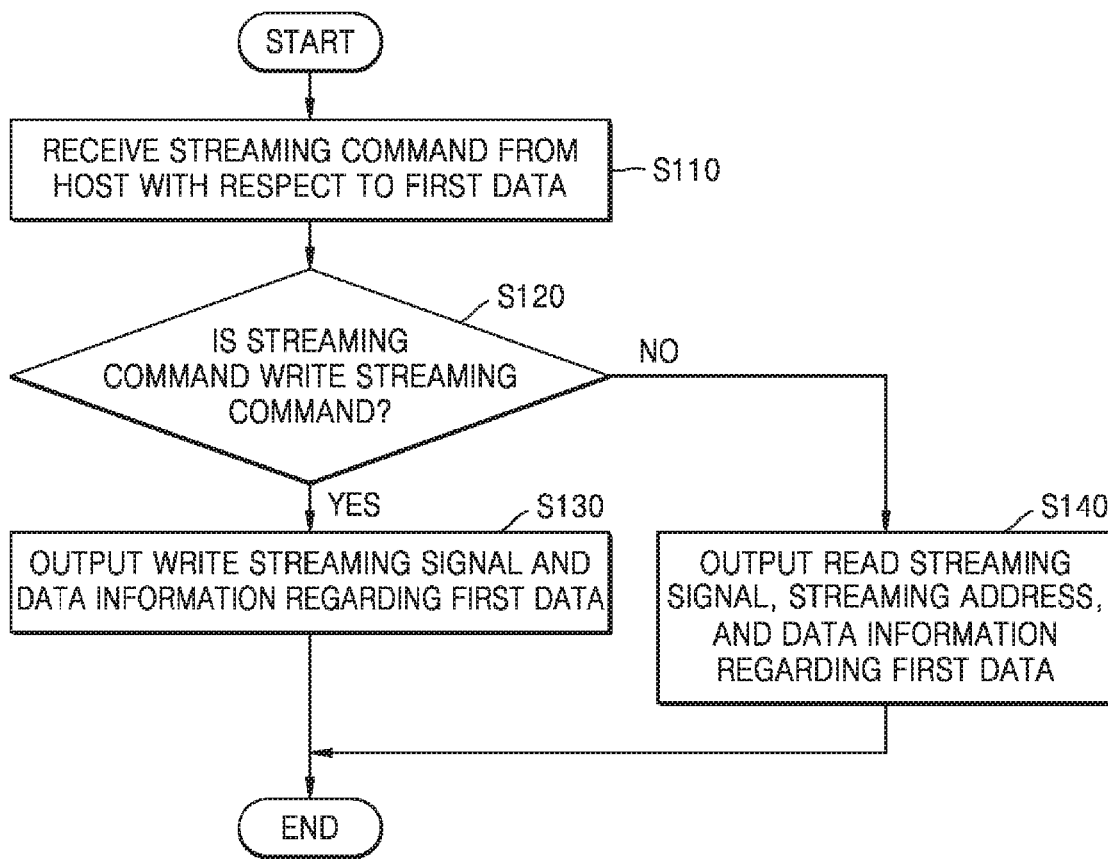 START
RECEIVE STREAMING COMMAND FROM
HOST WITH RESPECT TO FIRST DATA
S110
S120
IS STREAMING
COMMAND WRITE STREAMING
COMMAND?
NO
YES
S130
OUTPUT WRITE STREAMING SIGNAL AND
DATA INFORMATION REGARDING FIRST DATA
S140
OUTPUT READ STREAMING
SIGNAL, STREAMING ADDRESS,
AND DATA INFORMATION
REGARDING FIRST DATA
END